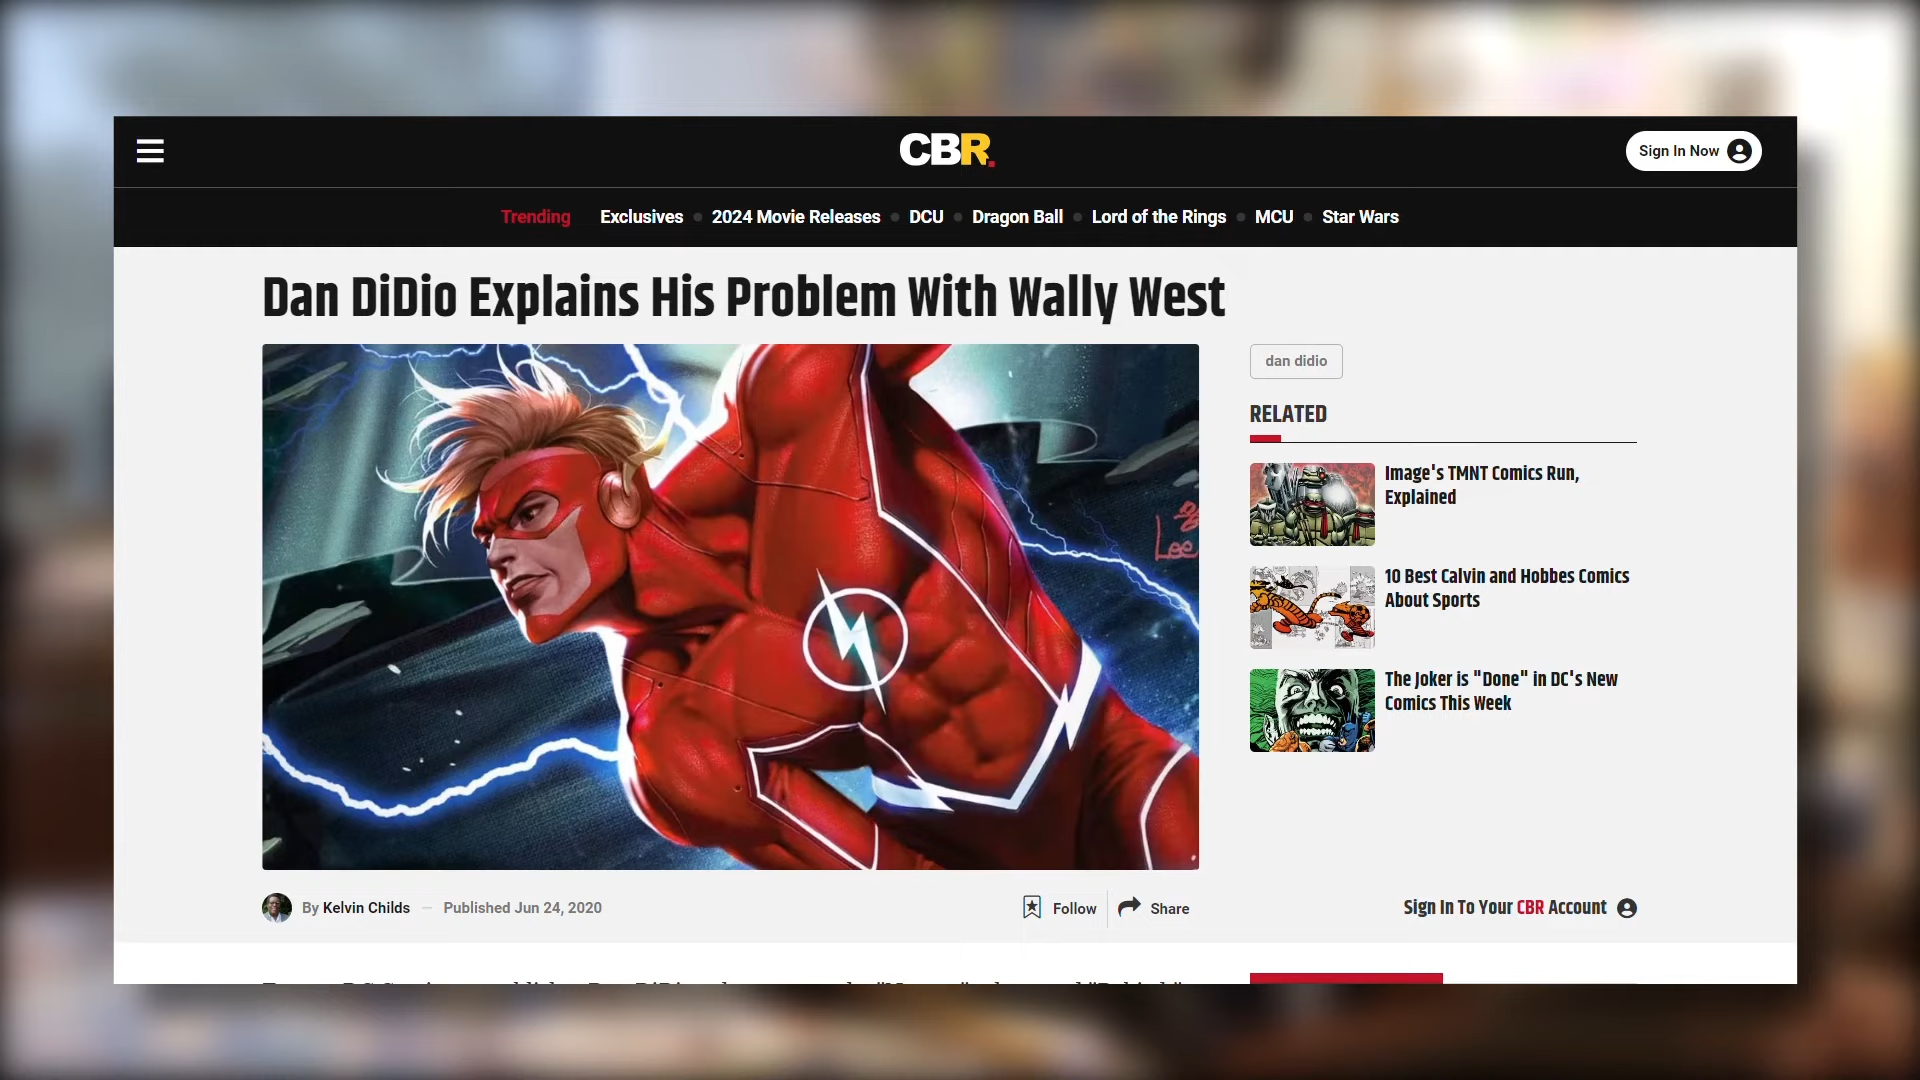 CBR.
Sign In Now
Trending Exclusives 2024 Movie Releases DCU Dragon Ball Lord of the Rings MCU Star Wars
Dan DiDio Explains His Problem With Wally West
dan didio
RELATED
Image's TMNT Comics Run,
Explained
10 Best Calvin and Hobbes Comics
About Sports
The Joker is "Done" in DC's New
Comics This Week
Lee
By Kelvin Childs — Published Jun 24, 2020
Follow
Share
Sign In To Your CBR Account